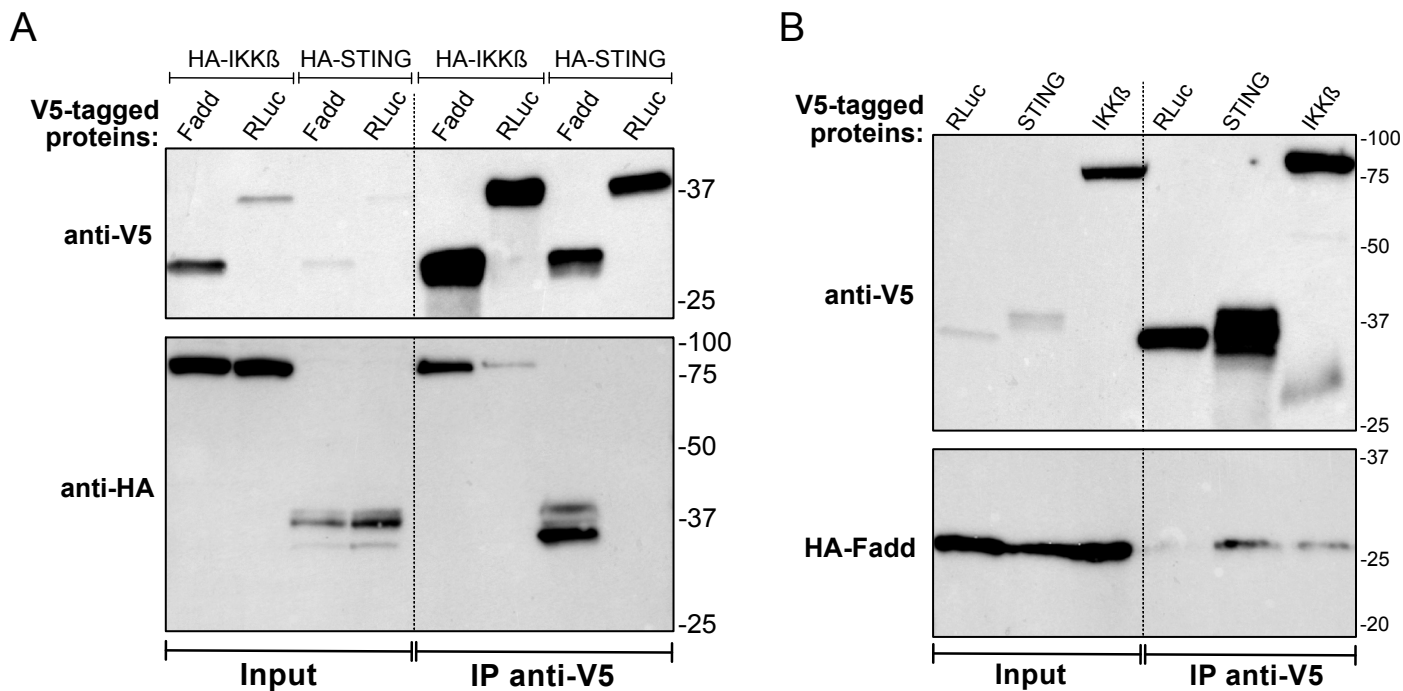 A
HA-IKKß HA-STING HA-IKKß HA-STING
V5-tagged
proteins:
Fadd RLuc Fadd RLuc Fadd RLuc Fadd RLuc
anti-V5
-37
-25
anti-HA
-100
-75
-50
-37
-25
Input IP anti-V5
B
V5-tagged
proteins:
RLuc STING IKKß RLuc STING IKKß
anti-V5
-100
-75
-50
-37
-25
HA-Fadd
-37
-25
-20
Input IP anti-V5